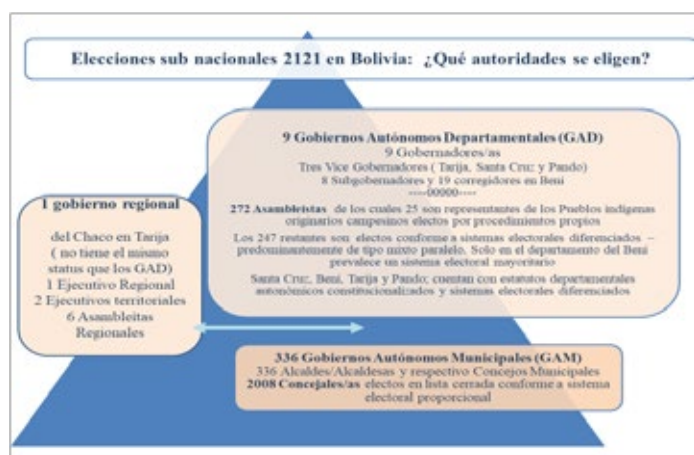 Elecciones sub nacionales 2121 en Bolivia: ¿Qué autoridades se eligen?
9 Gobiernos Autónomos Departamentales (GAD)
9 Gobernadores/as
Tres Vice Gobernadores ( Tarija, Santa Cruz y Pando)
8 Subgobernadores y 19 corregidores en Beni
----00000----
272 Asambleistas de los cuales 25 son representantes de los Pueblos indígenas
originarios campesinos electos por procedimientos propios
Los 247 restantes son electos conforme a sistemas electorales diferenciados –
predominantemente de tipo mixto paralelo. Solo en el departamento del Beni
prevalece un sistema electoral mayoritario
Santa Cruz, Beni, Tarija y Pando; cuentan con estatutos departamentales
autonómicos constitucionalizados y sistemas electorales diferenciados
1 gobierno regional
del Chaco en Tarija
( no tiene el mismo
status que los GAD)
1 Ejecutivo Regional
2 Ejecutivos territoriales
6 Asambleitas
Regionales
336 Gobiernos Autónomos Municipales (GAM)
336 Alcaldes/Alcaldesas y respectivo Concejos Municipales
2008 Concejales/as electos en lista cerrada conforme a sistema
electoral proporcional